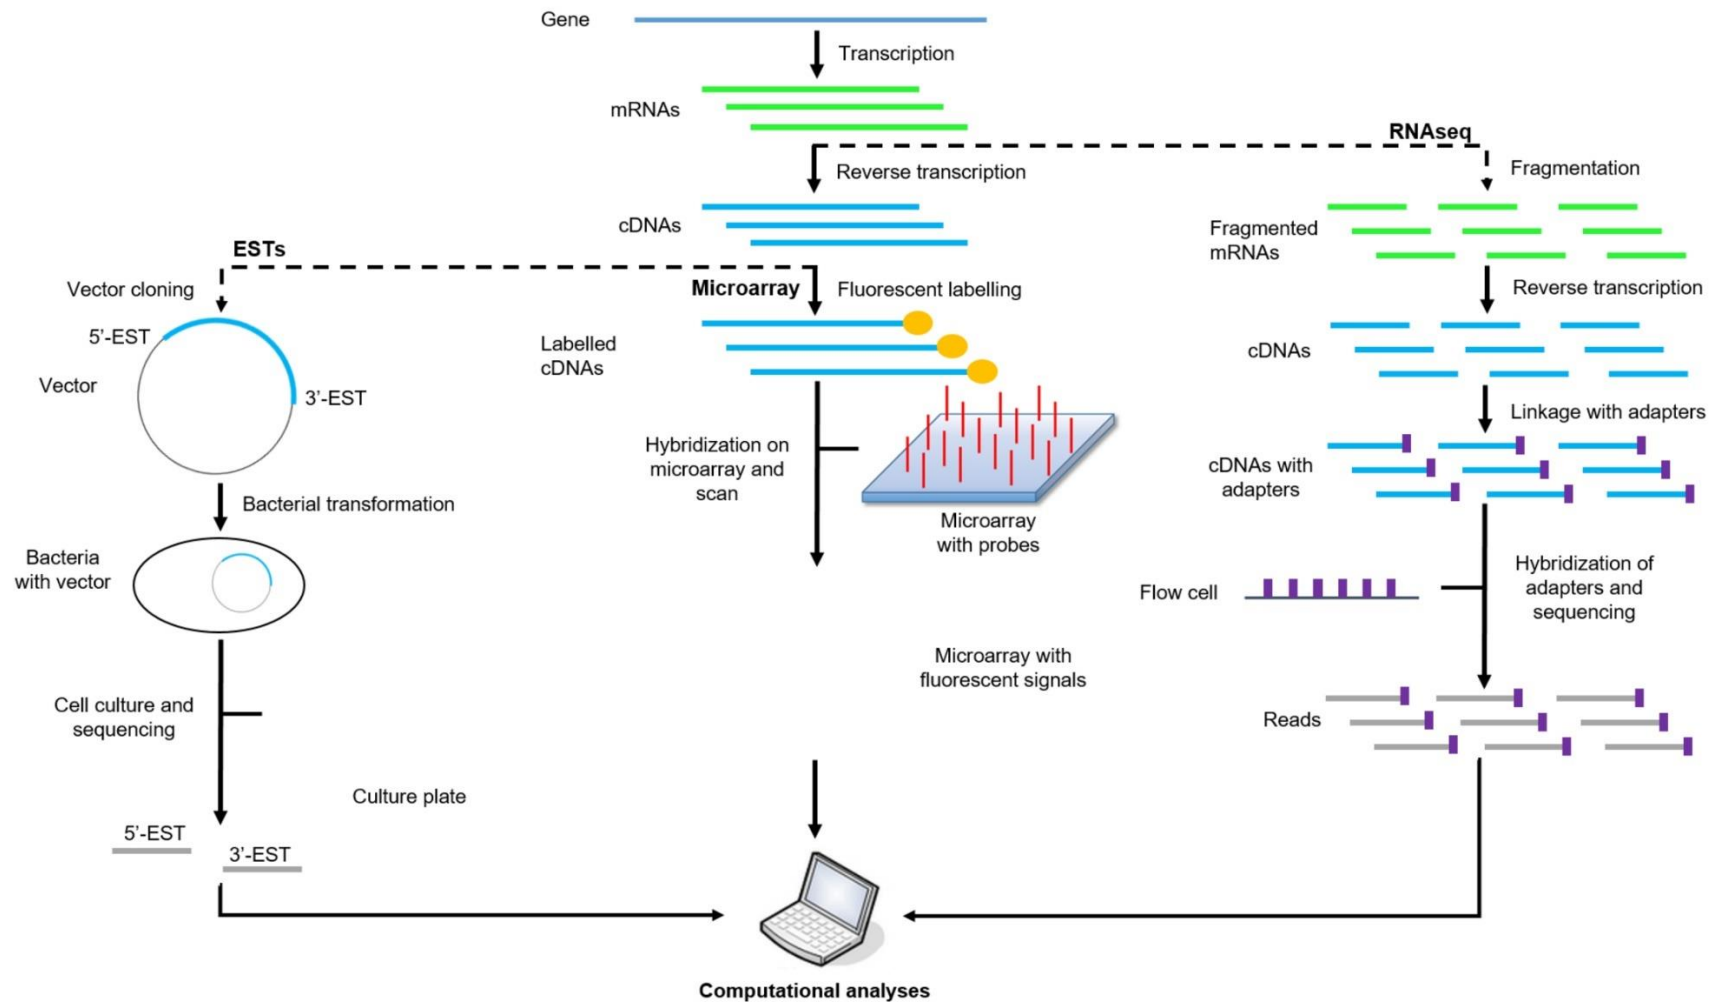 Gene
Transcription
mRNAs
RNAseq
Reverse transcription
Fragmentation
cDNAs
Fragmented
mRNAs
ESTs
Vector cloning
Microarray
Fluorescent labelling
Reverse transcription
5’-EST
Vector
3’-EST
Labelled
cDNAs
cDNAs
Linkage with adapters
Hybridization on
microarray and
scan
cDNAs with
adapters
Bacterial transformation
Microarray
with probes
Bacteria
with vector
Flow cell
Hybridization of
adapters and
sequencing
Microarray with
fluorescent signals
Cell culture and
sequencing
Reads
Culture plate
5’-EST
3’-EST
Computational analyses